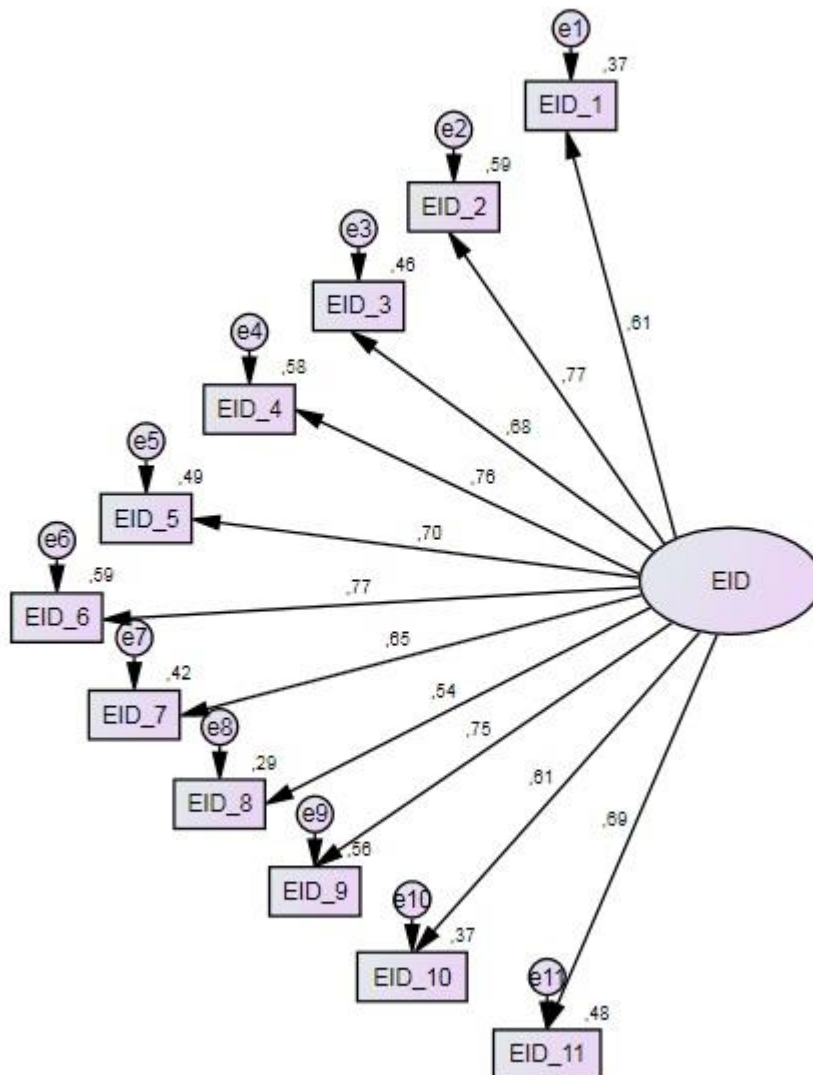 e1
,37
EID_1
e2
,59
EID_2
e3
,46
EID_3
,61
e4
,58
EID_4
,77
,68
e5
,49
EID_5
,76
,70
e6
,59
EID_6
,77
EID
e7
,42
EID_7
,65
e8
,29
EID_8
,54
,75
e9
,56
EID_9
,61
,69
e10
,37
EID_10
e11
,48
EID_11